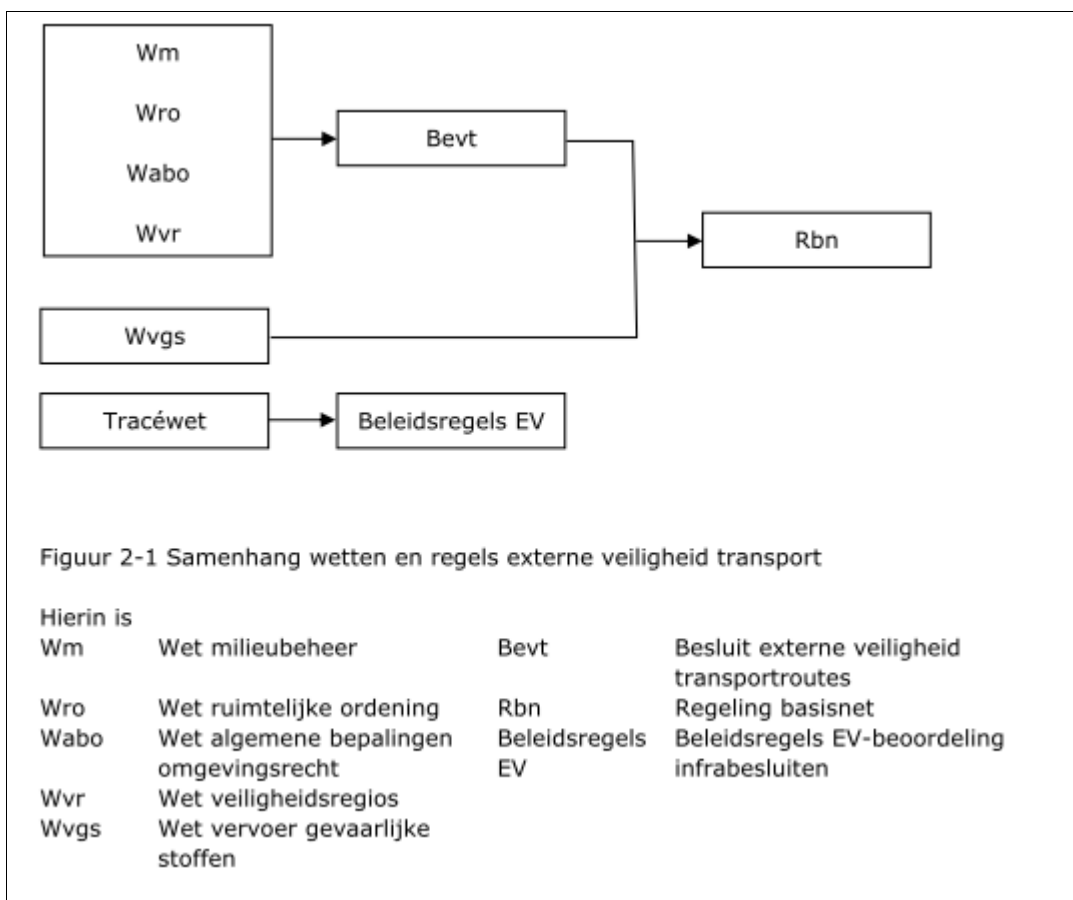 Wm
Wro
Wabo
Wvr
Bevt
Rbn
Wvgs
Tracéwet
Beleidsregels EV
Figuur 2-1 Samenhang wetten en regels externe veiligheid transport
Hierin is
Wm Wet milieubeheer Bevt Besluit externe veiligheid
transportroutes
Wro Wet ruimtelijke ordening Rbn Regeling basisnet
Wabo Wet algemene bepalingen Beleidsregels Beleidsregels EV-beoordeling
omgevingsrecht EV infrabesluiten
Wvr Wet veiligheidsregios
Wvgs Wet vervoer gevaarlijke
stoffen